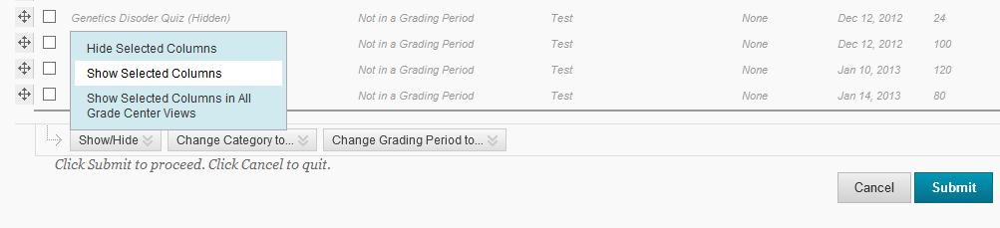 Genetics Disoder Quiz (Hidden) Not in a Grading Period Test None Dec 12, 2012 24
Not in a Grading Period Test None Dec 12, 2012 100
Not in a Grading Period Test None Jan 10, 2013 120
Not in a Grading Period Test None Jan 14, 2013 80
Hide Selected Columns
Show Selected Columns
Show Selected Columns in All
Grade Center Views
Show/Hide Change Category to... Change Grading Period to...
Click Submit to proceed. Click Cancel to quit.
Cancel Submit